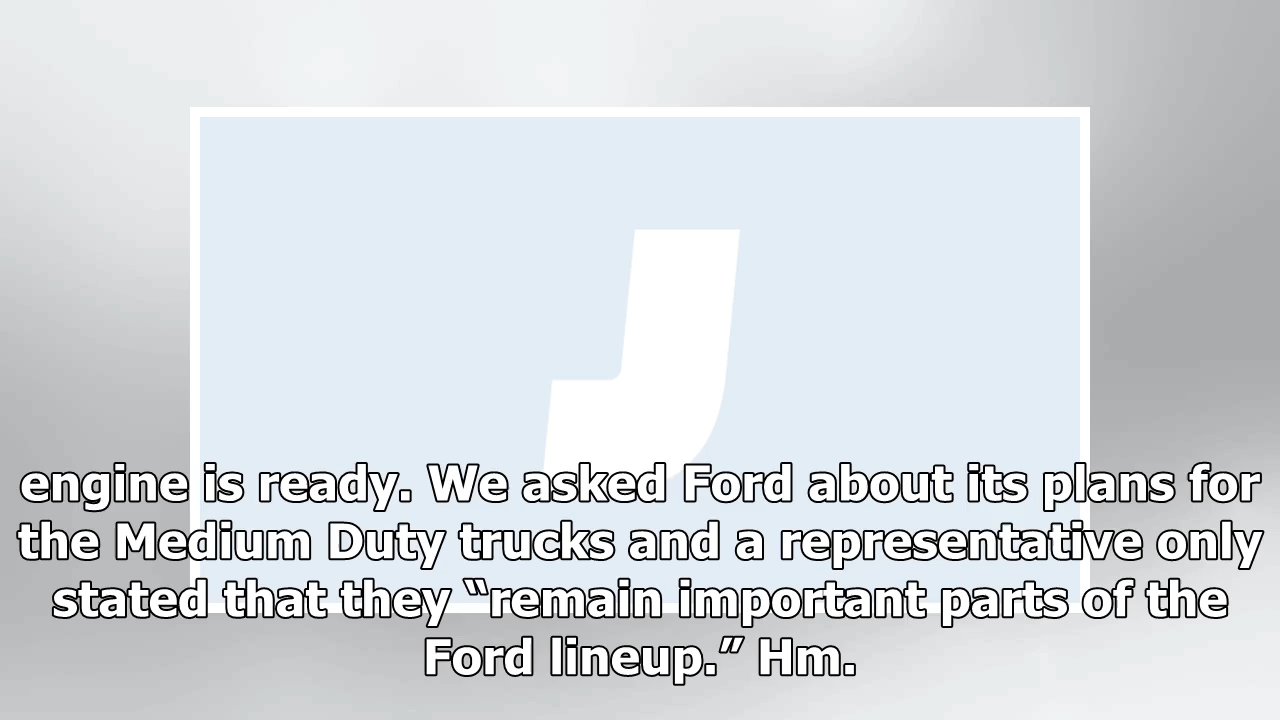 engine is ready. We asked Ford about its plans for
the Medium Duty trucks and a representative only
stated that they “remain important parts of the
Ford lineup.” Hm.